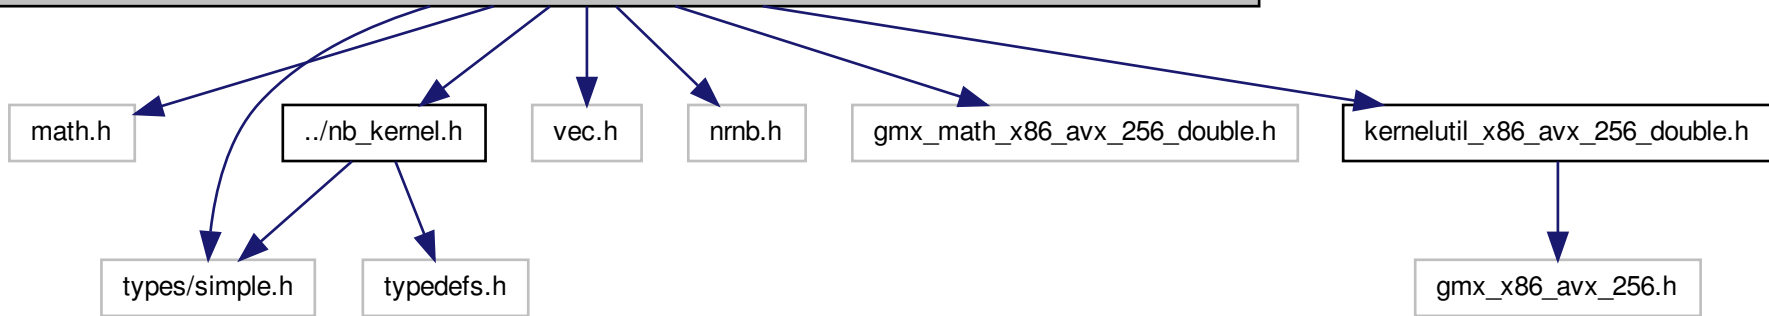 math.h
../nb_kernel.h
vec.h
nrnb.h
gmx_math_x86_avx_256_double.h
kernelutil_x86_avx_256_double.h
types/simple.h
typedefs.h
gmx_x86_avx_256.h